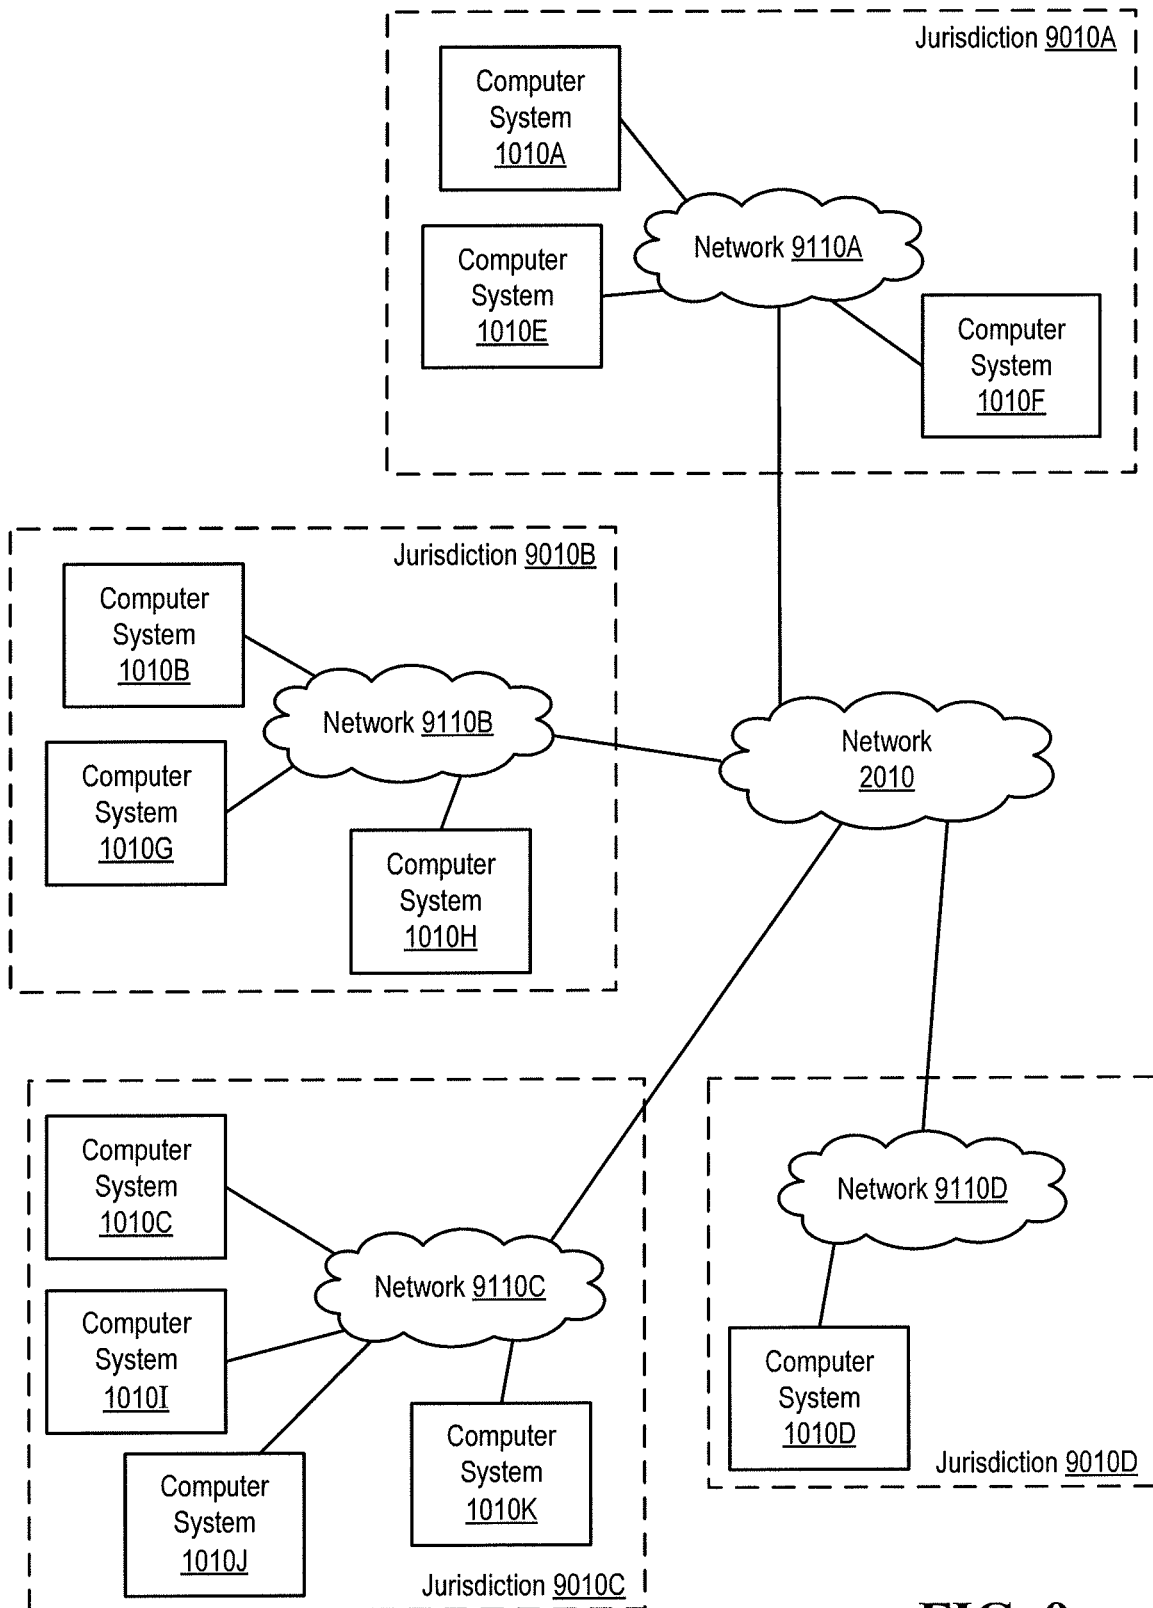 Jurisdiction 9010A
Computer
System
1010A
Network 9110A
Computer
System
1010E
Computer
System
1010F
Jurisdiction 9010B
Computer
System
1010B
Network 9110B
Computer
System
1010G
Computer
System
1010H
Network
2010
Computer
System
1010C
Network 9110C
Computer
System
1010I
Computer
System
1010J
Computer
System
1010K
Jurisdiction 9010C
Network 9110D
Computer
System
1010D
Jurisdiction 9010D